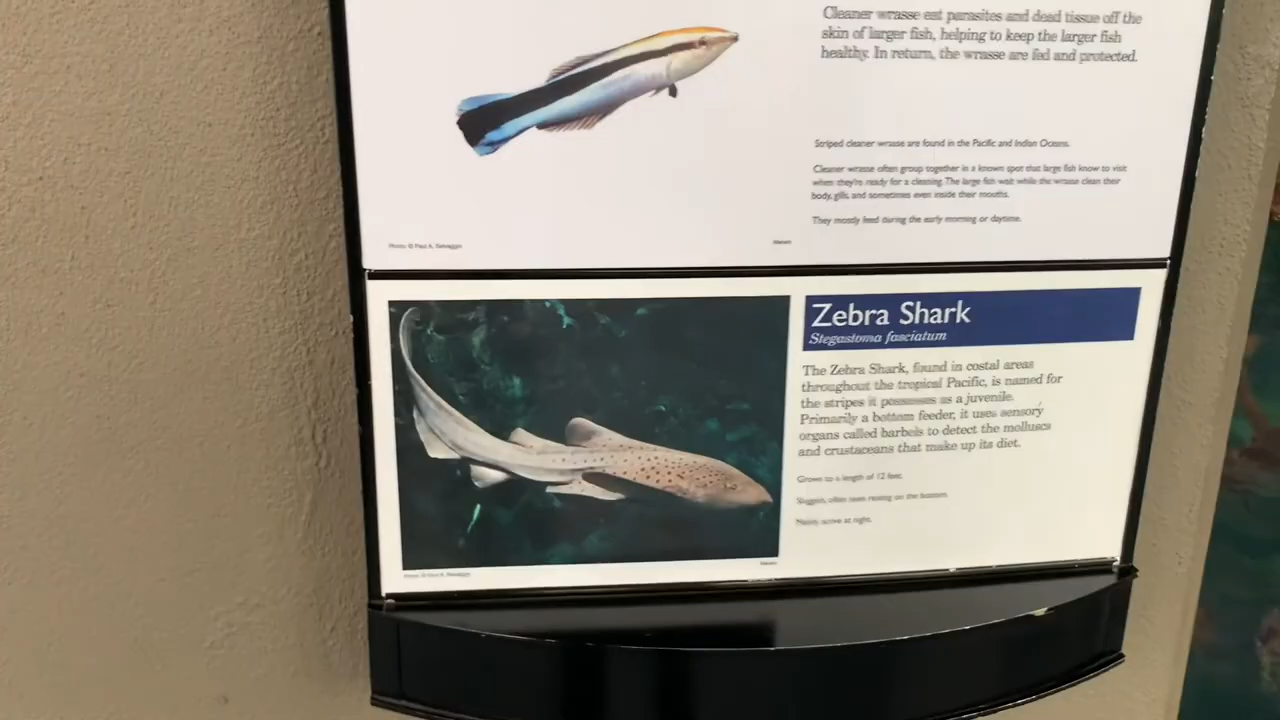 Cleaner wrasse eat parasites and dead tissue off the
skin of larger fish, helping to keep the larger fish
healthy. In return, the wrasse are fed and protected.
Striped cleaner wrasse are found in the Pacific and Indian Oceans.
Cleaner wrasse often group together in a known spot that large fish know to visit
when they're ready for a cleaning. The large fish wait while the wrasse clean their
body, gills, and sometimes even inside their mouths.
They mostly feed during the early morning or daytime.
Photo: © Paul A. Selvaggio
Zebra Shark
Stegastoma fasciatum
The Zebra Shark, found in costal areas
throughout the tropical Pacific, is named for
the stripes it possesses as a juvenile.
Primarily a bottom feeder, it uses sensory
organs called barbels to detect the molluscs
and crustaceans that make up its diet.
Grows to a length of 12 feet.
Sluggish, often seen resting on the bottom.
Mainly active at night.
Photo: © Paul A. Selvaggio